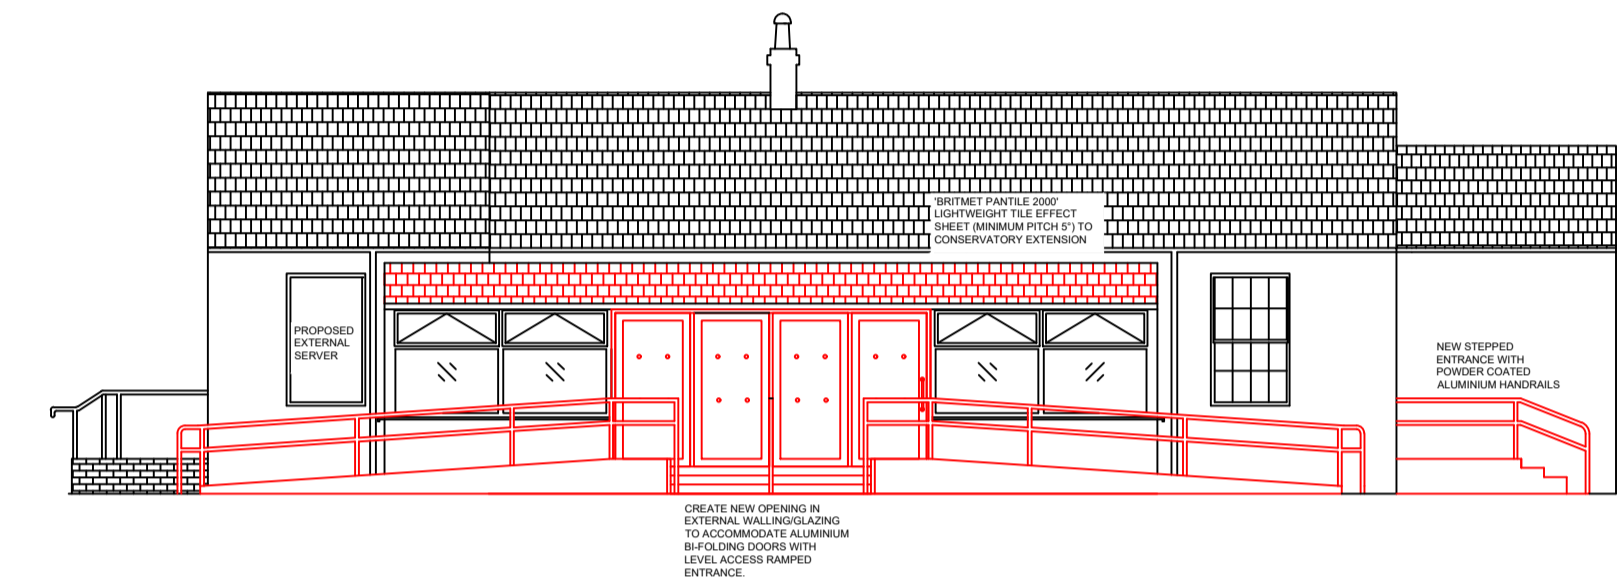 'BRITMET PANTILE 2000'
LIGHTWEIGHT TILE EFFECT
SHEET (MINIMUM PITCH 5°) TO
CONSERVATORY EXTENSION
PROPOSED
EXTERNAL
SERVER
NEW STEPPED
ENTRANCE WITH
POWDER COATED
ALUMINIUM HANDRAILS
CREATE NEW OPENING IN
EXTERNAL WALLING/GLAZING
TO ACCOMMODATE ALUMINIUM
BI-FOLDING DOORS WITH
LEVEL ACCESS RAMPED
ENTRANCE.